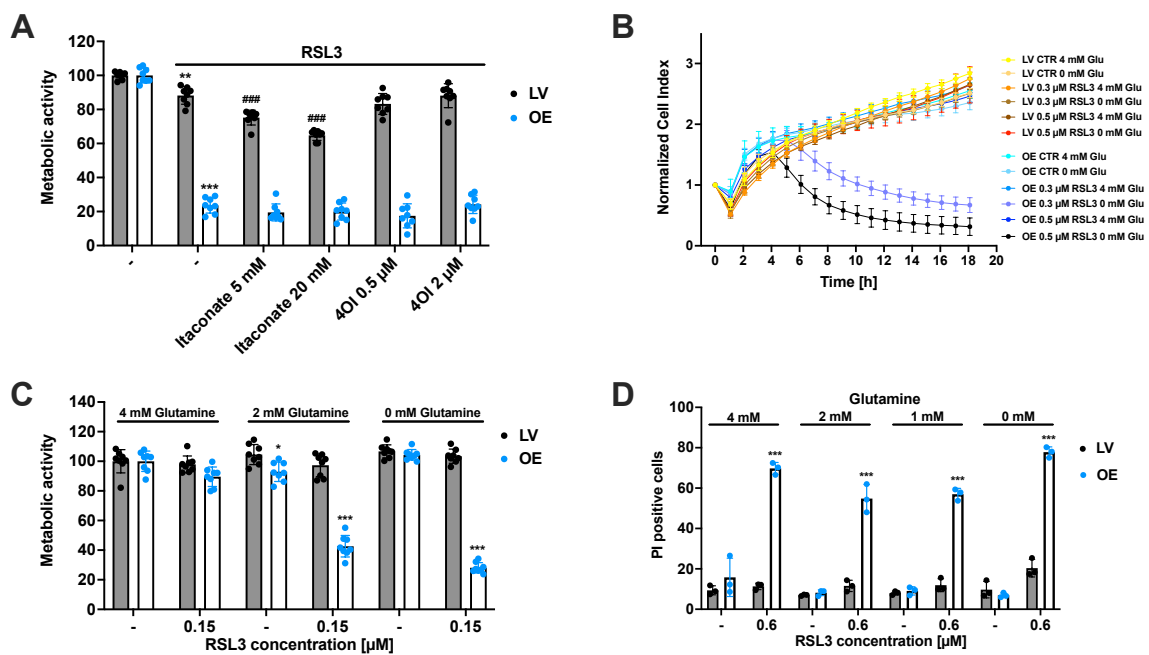 A
RSL3
Metabolic activity
120
100
80
60
40
20
0
**
***
###
###
LV
OE
-
-
Itaconate 5 mM
Itaconate 20 mM
4OI 0.5 µM
4OI 2 µM
B
Normalized Cell Index
3
2
1
0
0 2 4 6 8 10 12 14 16 18 20
Time [h]
LV CTR 4 mM Glu
LV CTR 0 mM Glu
LV 0.3 µM RSL3 4 mM Glu
LV 0.3 µM RSL3 0 mM Glu
LV 0.5 µM RSL3 4 mM Glu
LV 0.5 µM RSL3 0 mM Glu
OE CTR 4 mM Glu
OE CTR 0 mM Glu
OE 0.3 µM RSL3 4 mM Glu
OE 0.3 µM RSL3 0 mM Glu
OE 0.5 µM RSL3 4 mM Glu
OE 0.5 µM RSL3 0 mM Glu
C
4 mM Glutamine 2 mM Glutamine 0 mM Glutamine
Metabolic activity
140
120
100
80
60
40
20
0
*
***
***
LV
OE
- 0.15 - 0.15 - 0.15
RSL3 concentration [µM]
D
Glutamine
4 mM 2 mM 1 mM 0 mM
PI positive cells
100
80
60
40
20
0
***
***
***
***
LV
OE
- 0.6 - 0.6 - 0.6 - 0.6
RSL3 concentration [µM]